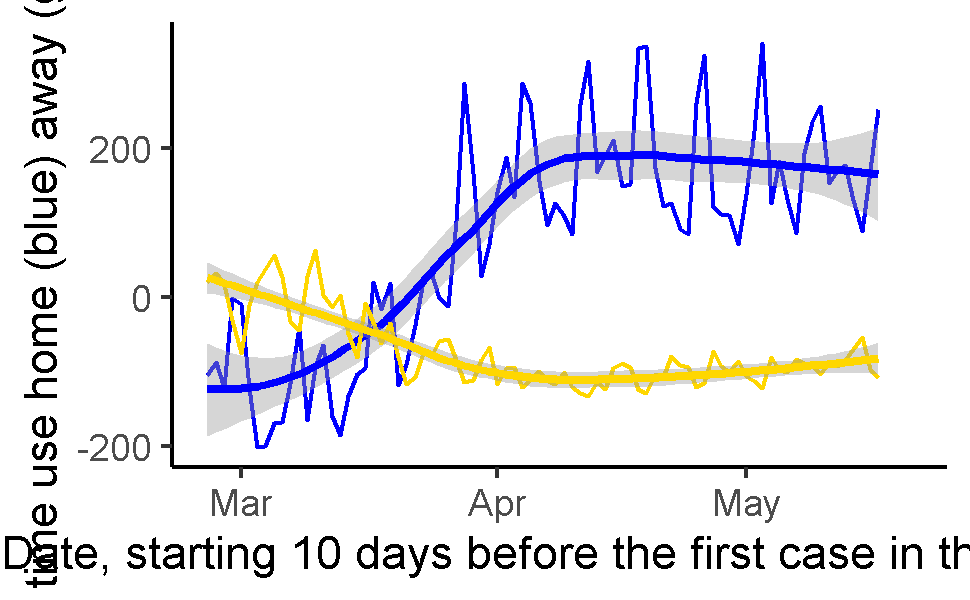 time use home (blue) away (
200
0
-200
Mar Apr May
Date, starting 10 days before the first case in th